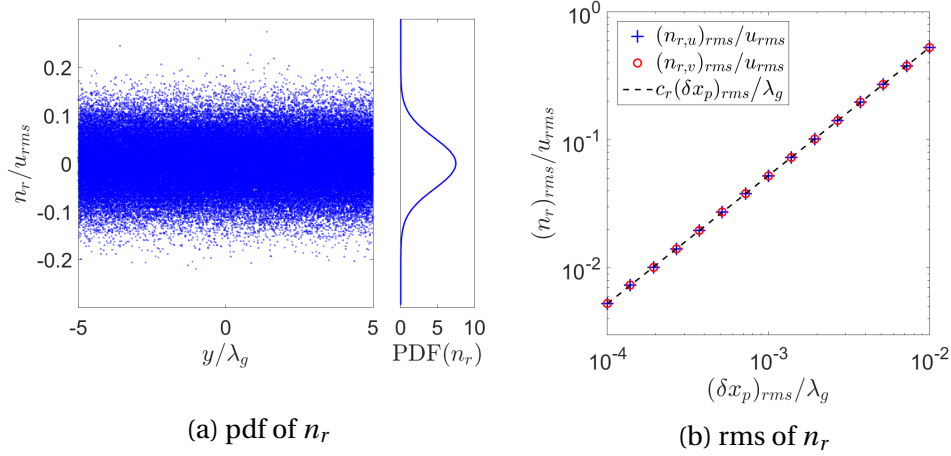 n_r/u_{rms}
0.2
0.1
0
-0.1
-0.2
-5
0
5
y/λ_g
0
5
10
PDF(n_r)
(a) pdf of n_r
(n_r)_{rms}/u_{rms}
10^0
10^{-1}
10^{-2}
(n_{r,u})_{rms}/u_{rms}
(n_{r,v})_{rms}/u_{rms}
c_r(δx_p)_{rms}/λ_g
10^{-4}
10^{-3}
10^{-2}
(δx_p)_{rms}/λ_g
(b) rms of n_r